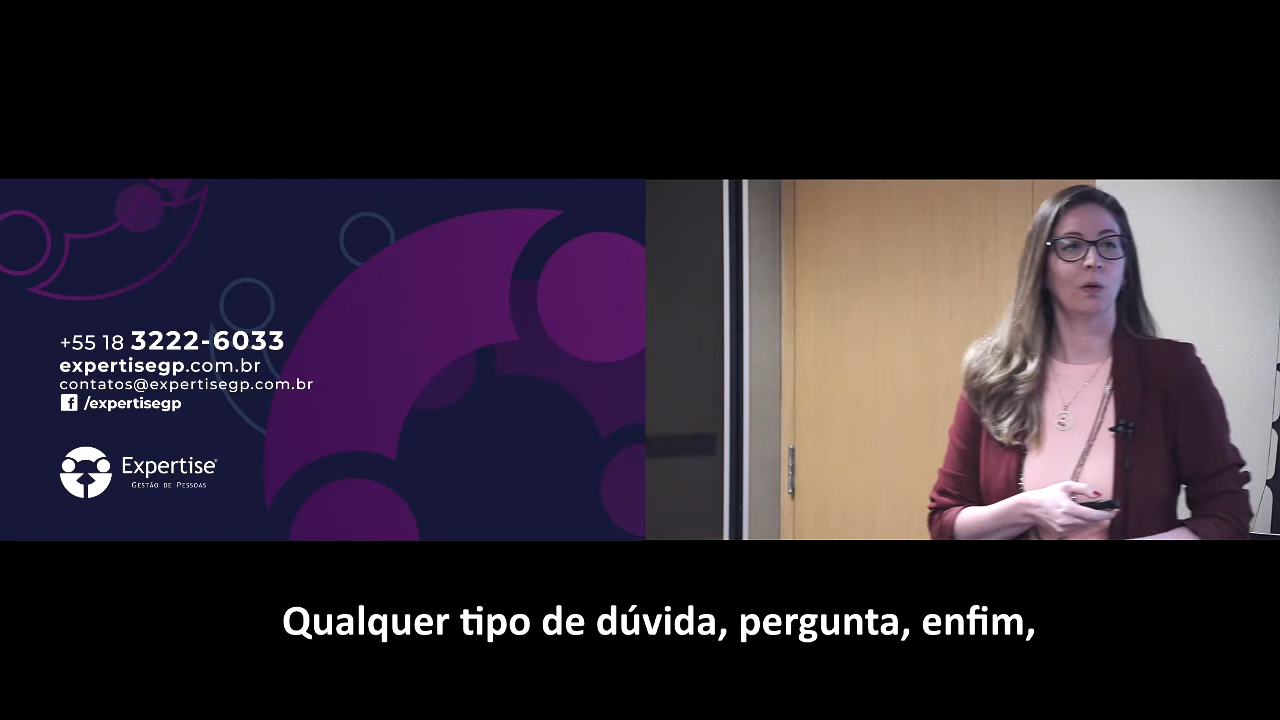 +55 18 3222-6033
expertisegp.com.br
contatos@expertisegp.com.br
/expertisegp
Expertise®
GESTÃO DE PESSOAS
Qualquer tipo de dúvida, pergunta, enfim,